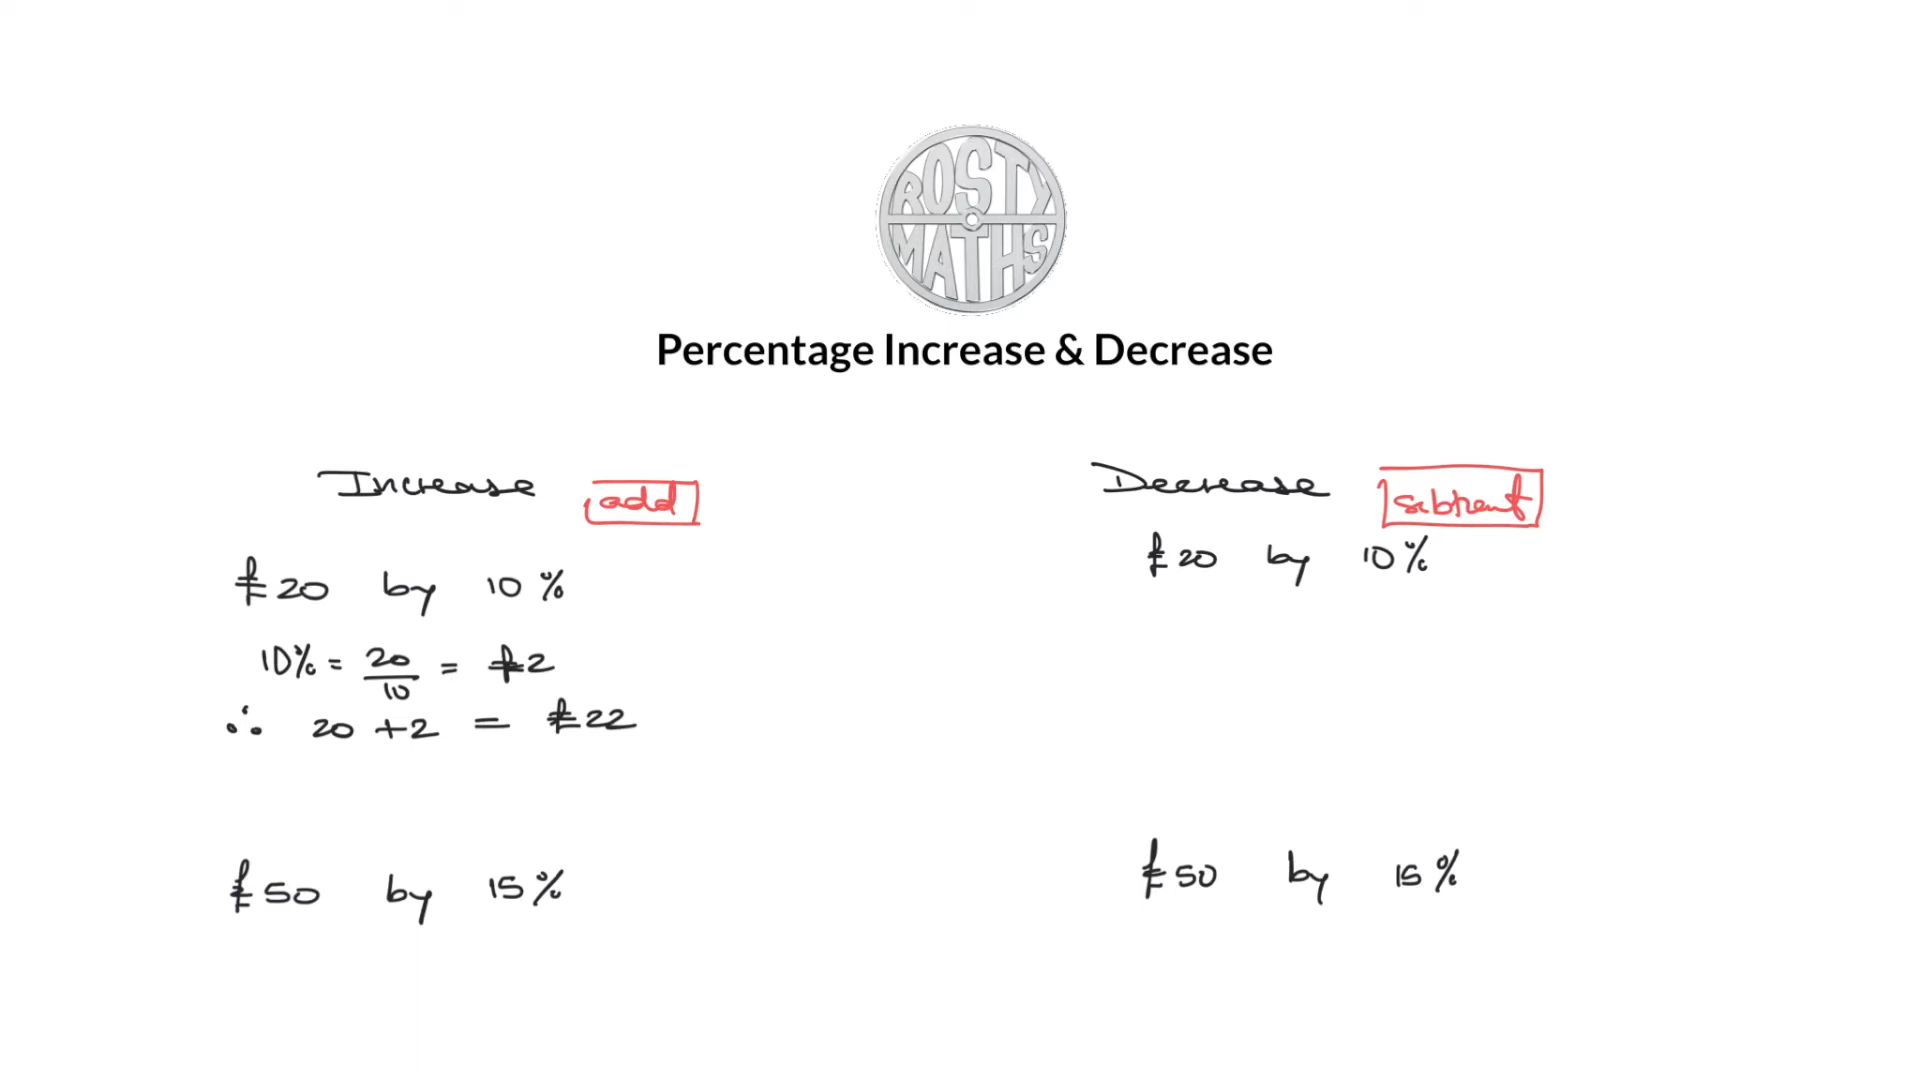 ROSTY
MATHS
Percentage Increase & Decrease
Increase add
£20 by 10%
10% = 20/10 = £2
∴ 20 + 2 = £22
£50 by 15%
Decrease subtract
£20 by 10%
£50 by 15%